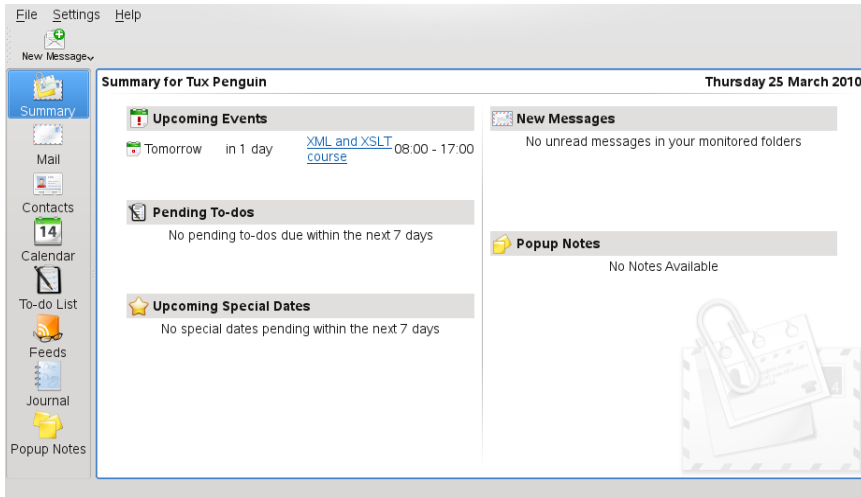 File Settings Help
New Message
Summary
Mail
Contacts
14
Calendar
To-do List
Feeds
Journal
Popup Notes
Summary for Tux Penguin
Thursday 25 March 2010
Upcoming Events
Tomorrow in 1 day XML and XSLT course 08:00 - 17:00
Pending To-dos
No pending to-dos due within the next 7 days
Upcoming Special Dates
No special dates pending within the next 7 days
New Messages
No unread messages in your monitored folders
Popup Notes
No Notes Available